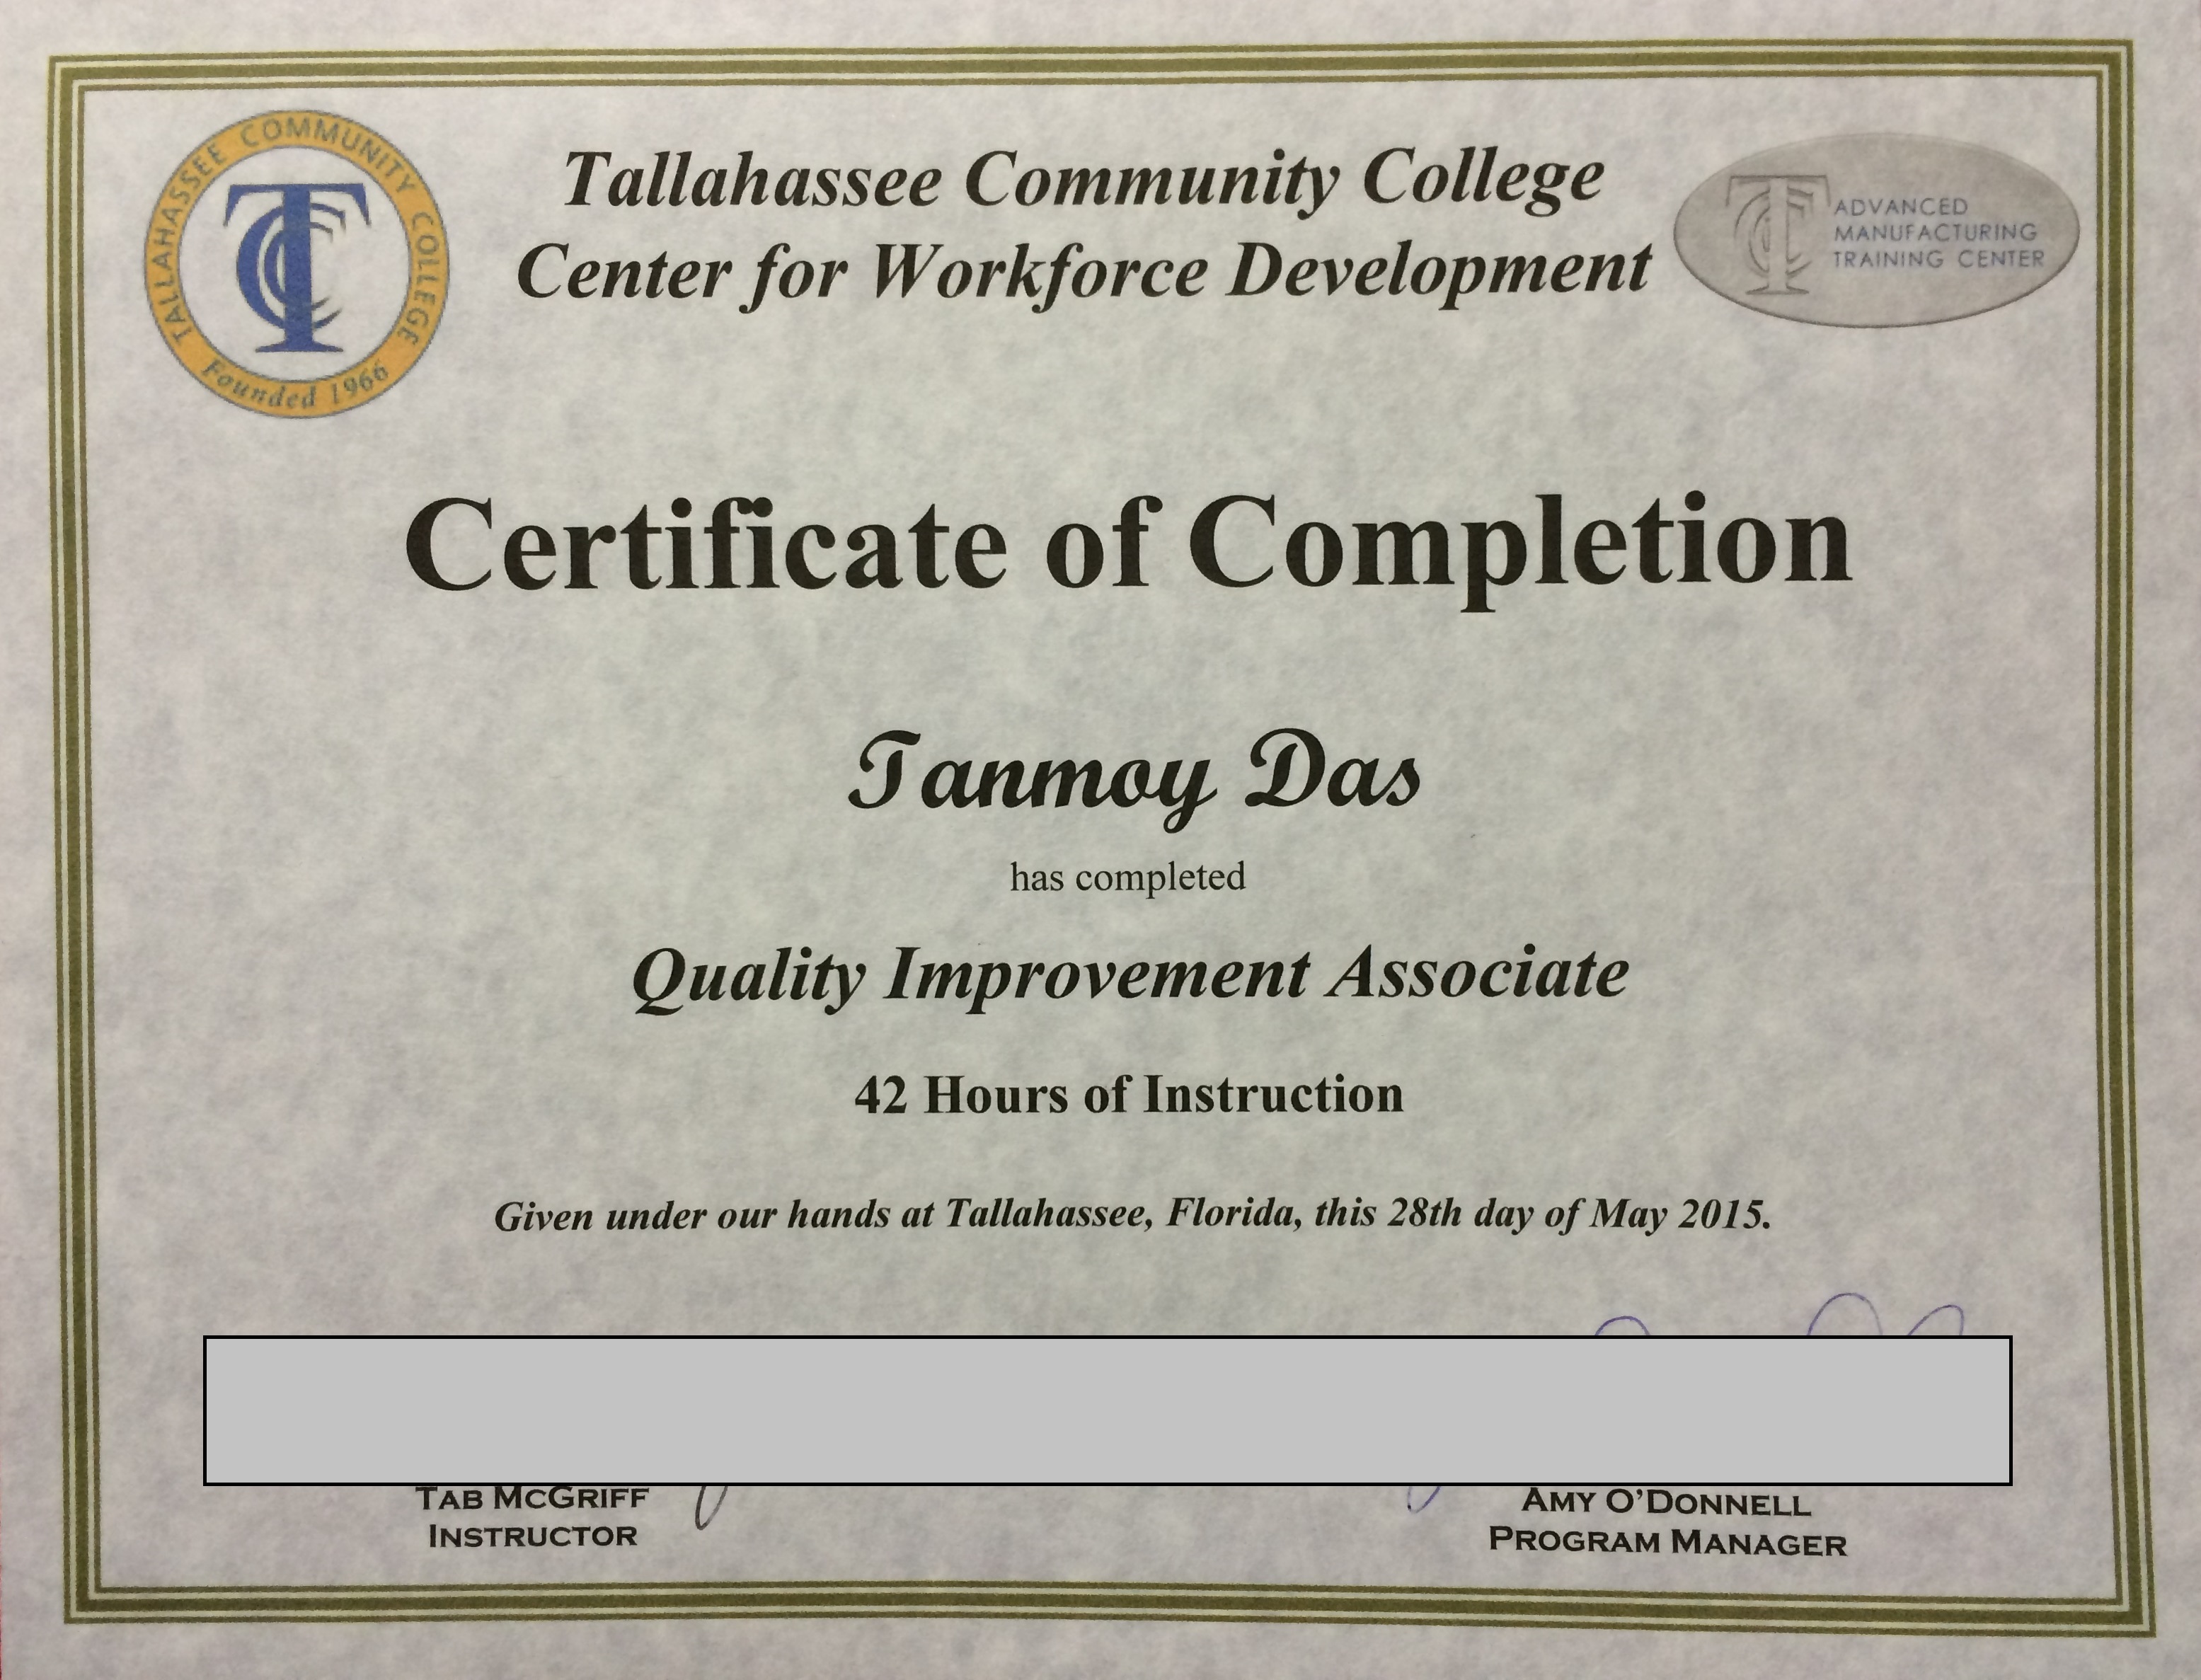 TALLAHASSEE COMMUNITY COLLEGE
Founded 1966
TCC
Tallahassee Community College
Center for Workforce Development
TCC
ADVANCED
MANUFACTURING
TRAINING CENTER
Certificate of Completion
Tanmoy Das
has completed
Quality Improvement Associate
42 Hours of Instruction
Given under our hands at Tallahassee, Florida, this 28th day of May 2015.
TAB MCGRIFF
INSTRUCTOR
AMY O'DONNELL
PROGRAM MANAGER